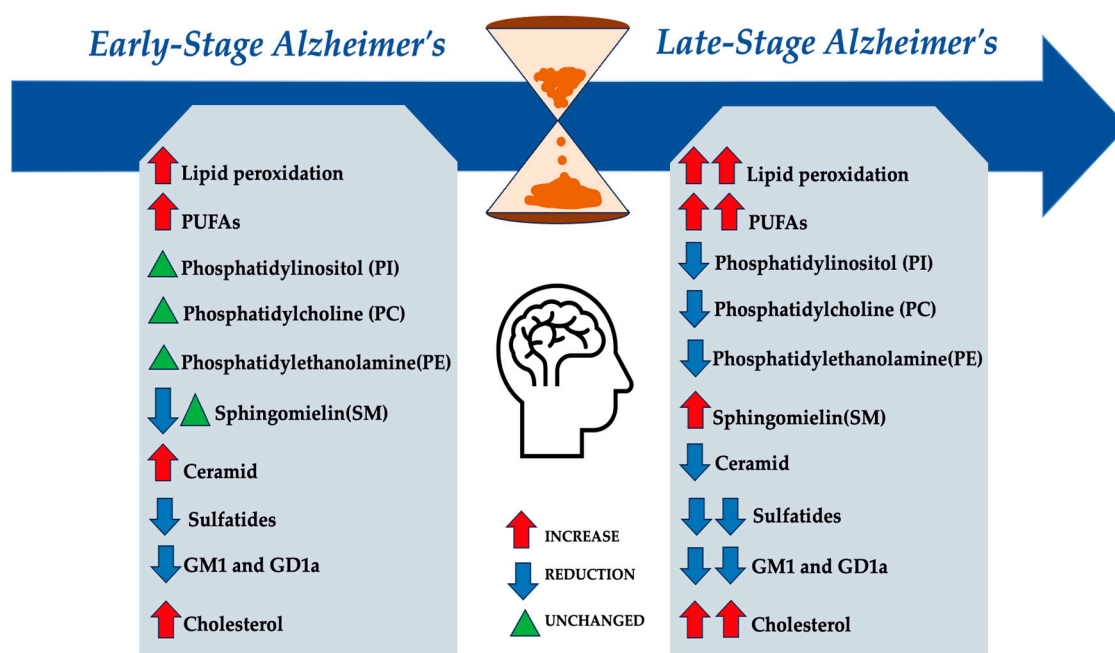 Early-Stage Alzheimer's
Late-Stage Alzheimer's
Lipid peroxidation
PUFAs
Phosphatidylinositol (PI)
Phosphatidylcholine (PC)
Phosphatidylethanolamine(PE)
Sphingomielin(SM)
Ceramid
Sulfatides
GM1 and GD1a
Cholesterol
INCREASE
REDUCTION
UNCHANGED
Lipid peroxidation
PUFAs
Phosphatidylinositol (PI)
Phosphatidylcholine (PC)
Phosphatidylethanolamine(PE)
Sphingomielin(SM)
Ceramid
Sulfatides
GM1 and GD1a
Cholesterol